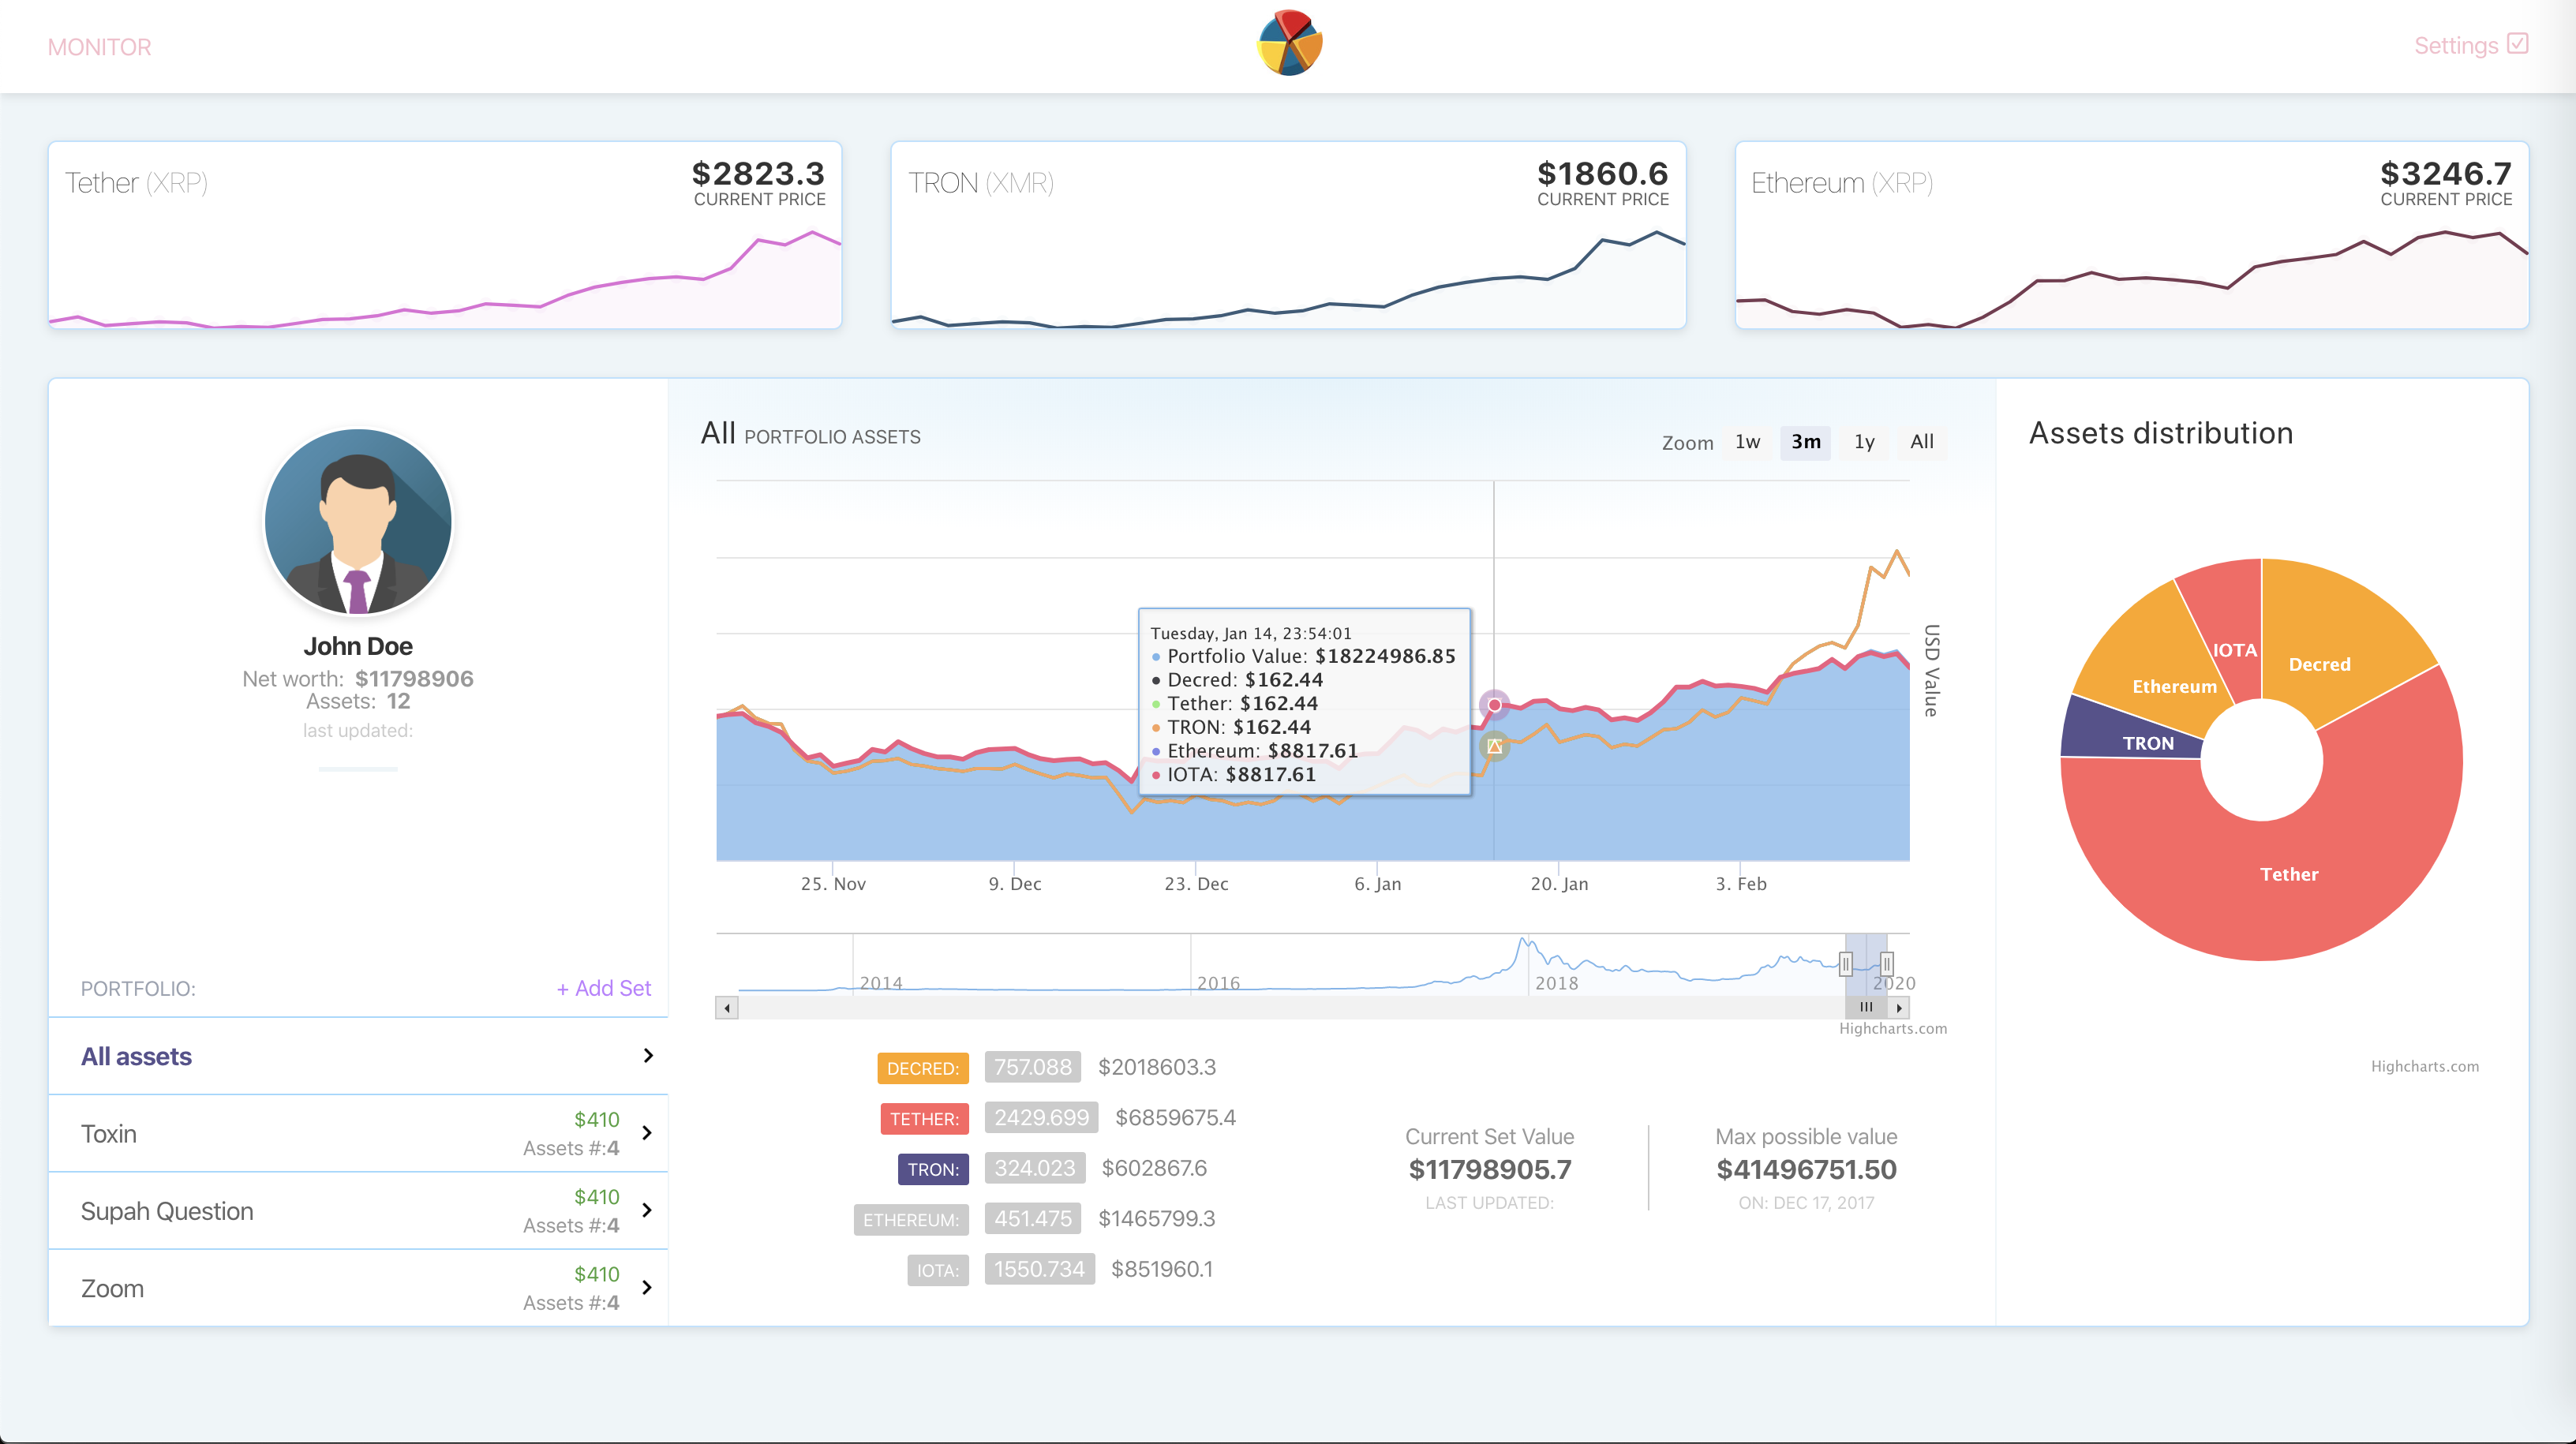 MONITOR
Settings
Tether (XRP)
$2823.3
CURRENT PRICE
TRON (XMR)
$1860.6
CURRENT PRICE
Ethereum (XRP)
$3246.7
CURRENT PRICE
John Doe
Net worth: $11798906
Assets: 12
last updated:
PORTFOLIO:
+ Add Set
All assets
Toxin
$410
Assets #:4
Supah Question
$410
Assets #:4
Zoom
$410
Assets #:4
All PORTFOLIO ASSETS
Zoom 1w 3m 1y All
Tuesday, Jan 14, 23:54:01
Portfolio Value: $18224986.85
Decred: $162.44
Tether: $162.44
TRON: $162.44
Ethereum: $8817.61
IOTA: $8817.61
USD Value
25. Nov 9. Dec 23. Dec 6. Jan 20. Jan 3. Feb
2014 2016 2018 2020
Highcharts.com
DECRED: 757.088 $2018603.3
TETHER: 2429.699 $6859675.4
TRON: 324.023 $602867.6
ETHEREUM: 451.475 $1465799.3
IOTA: 1550.734 $851960.1
Current Set Value
$11798905.7
LAST UPDATED:
Max possible value
$41496751.50
ON: DEC 17, 2017
Assets distribution
IOTA
Decred
Ethereum
TRON
Tether
Highcharts.com